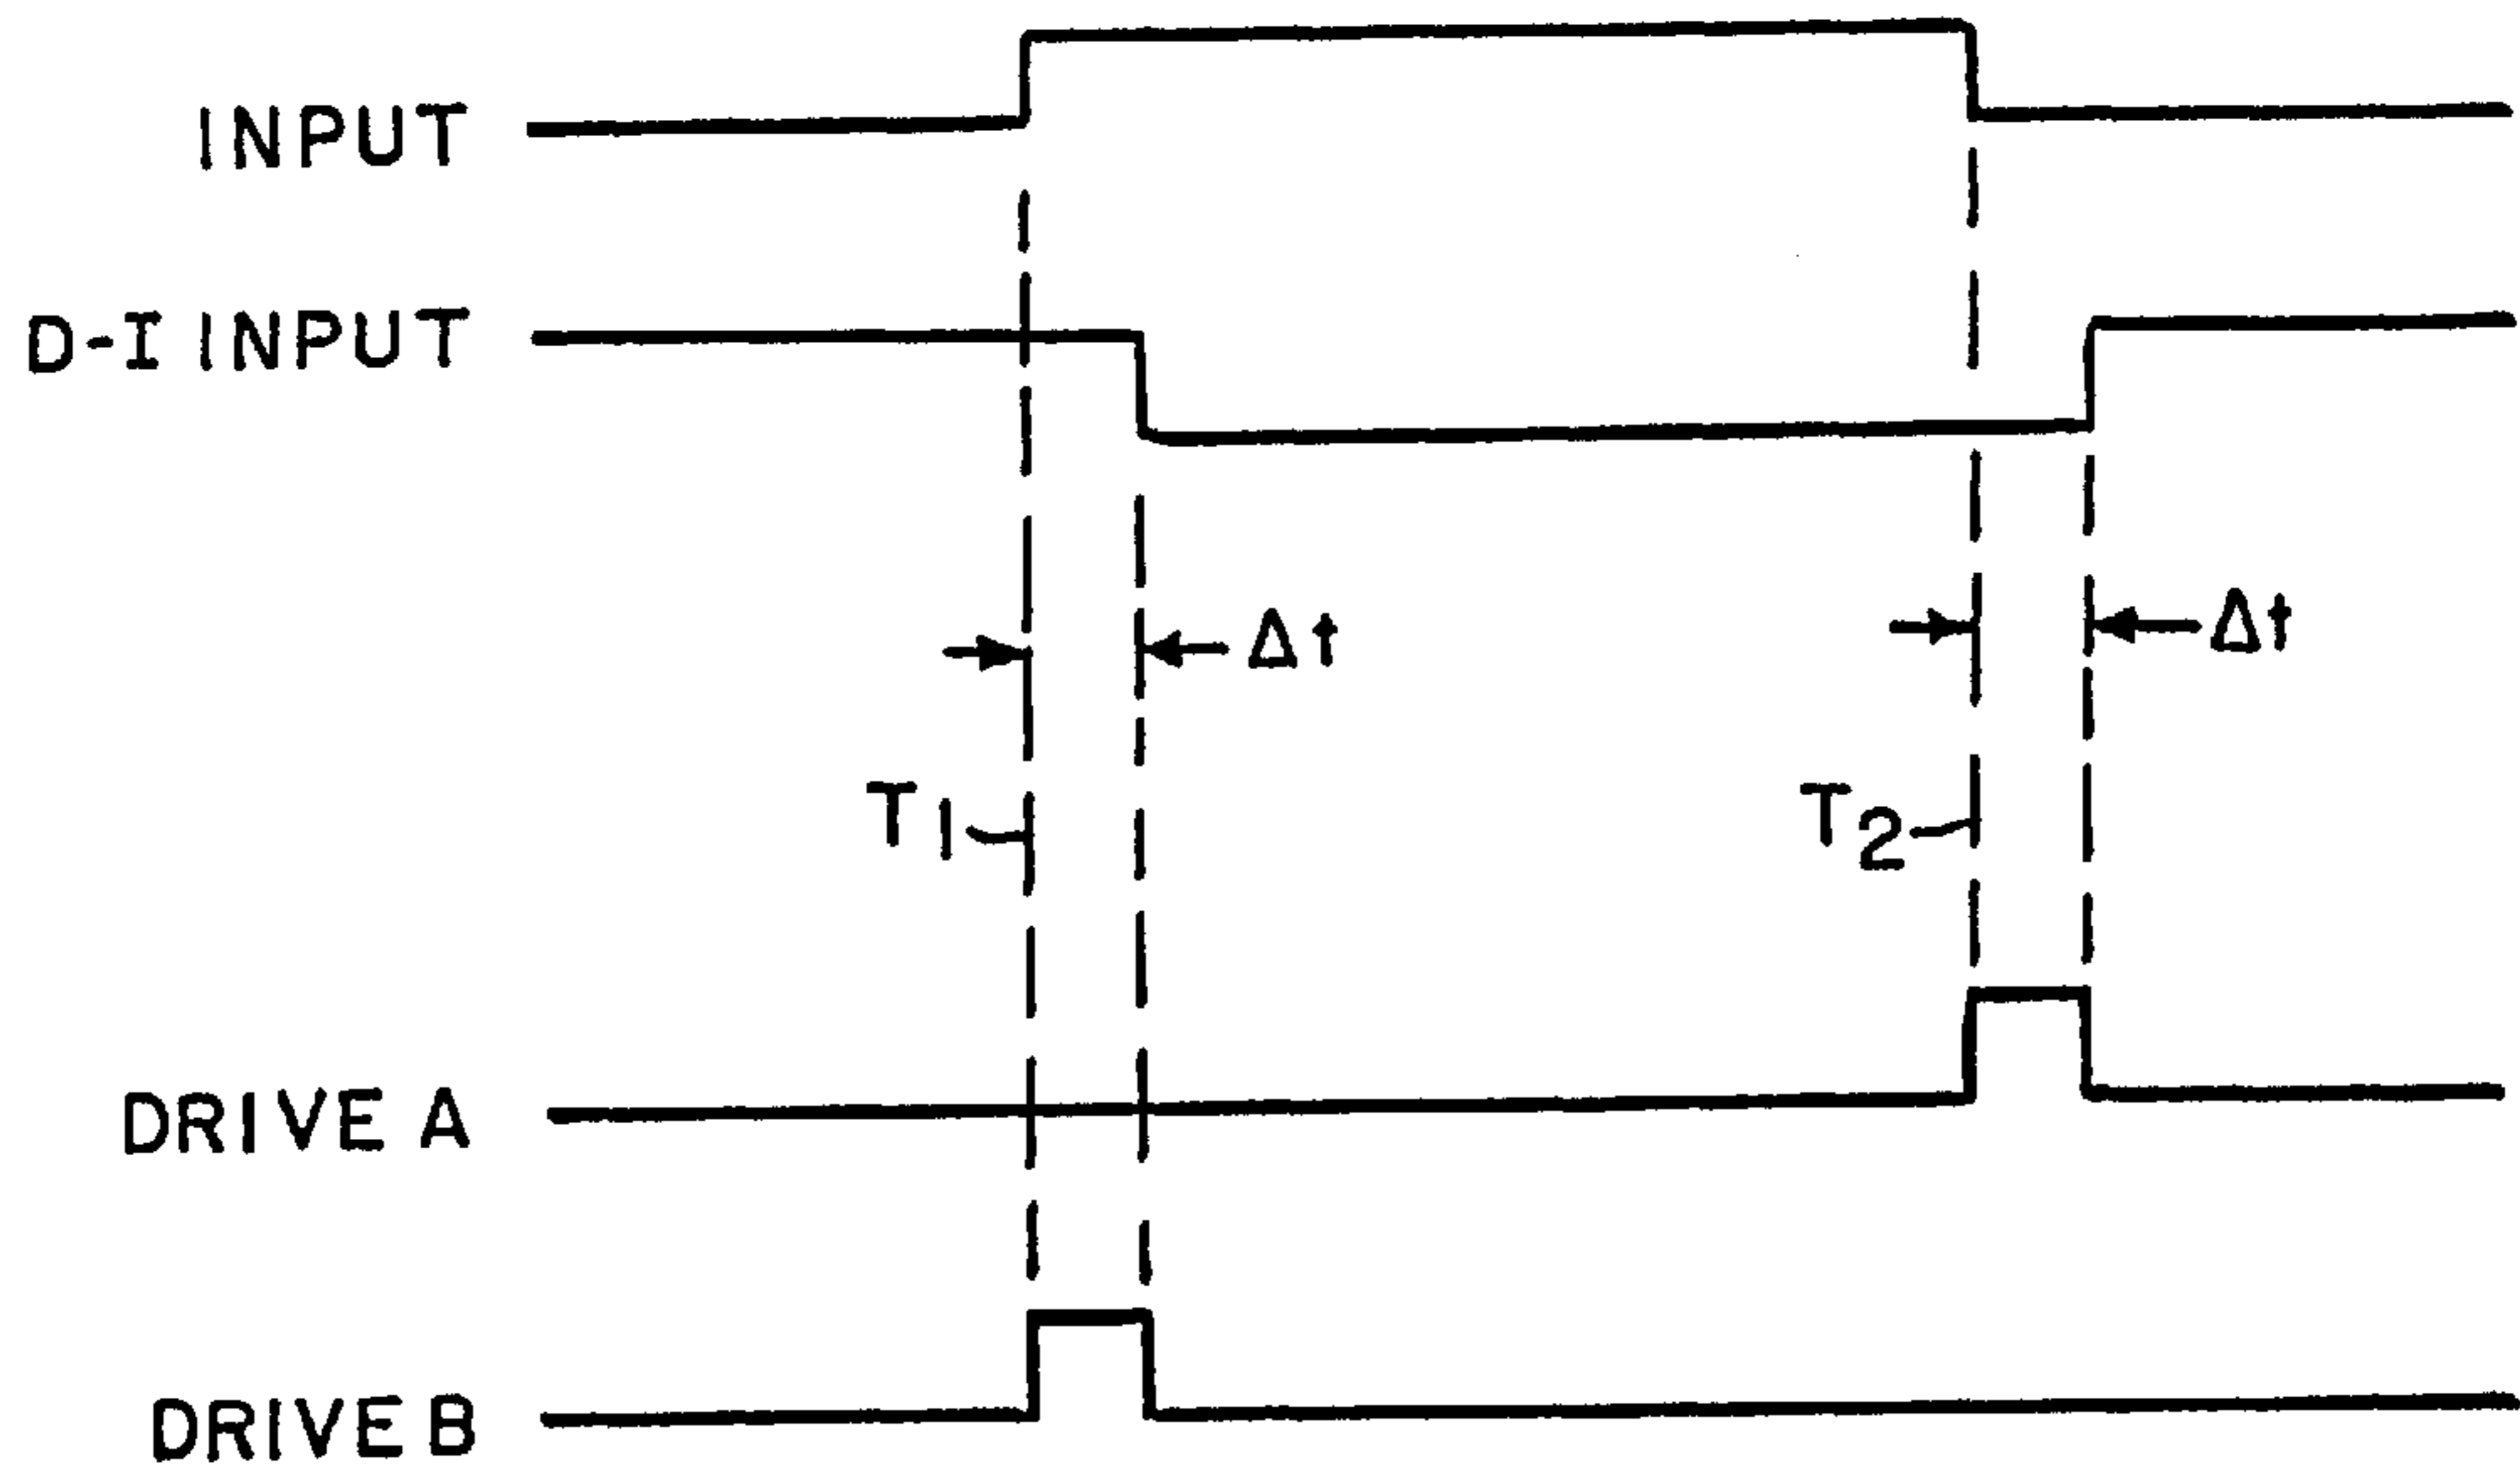 INPUT
D-I INPUT
Δt
Δt
T1
T2
DRIVE A
DRIVE B